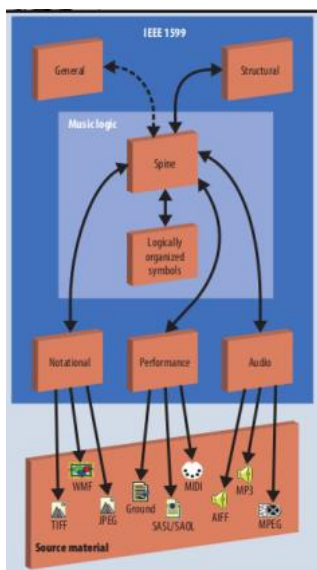 IEEE 1599
General
Structural
Music logic
Spine
Logically
organized
symbols
Notational
Performance
Audio
WMF
MIDI
MP3
TIFF
JPEG
Ground
SASL/SAOL
AIFF
MPEG
Source material